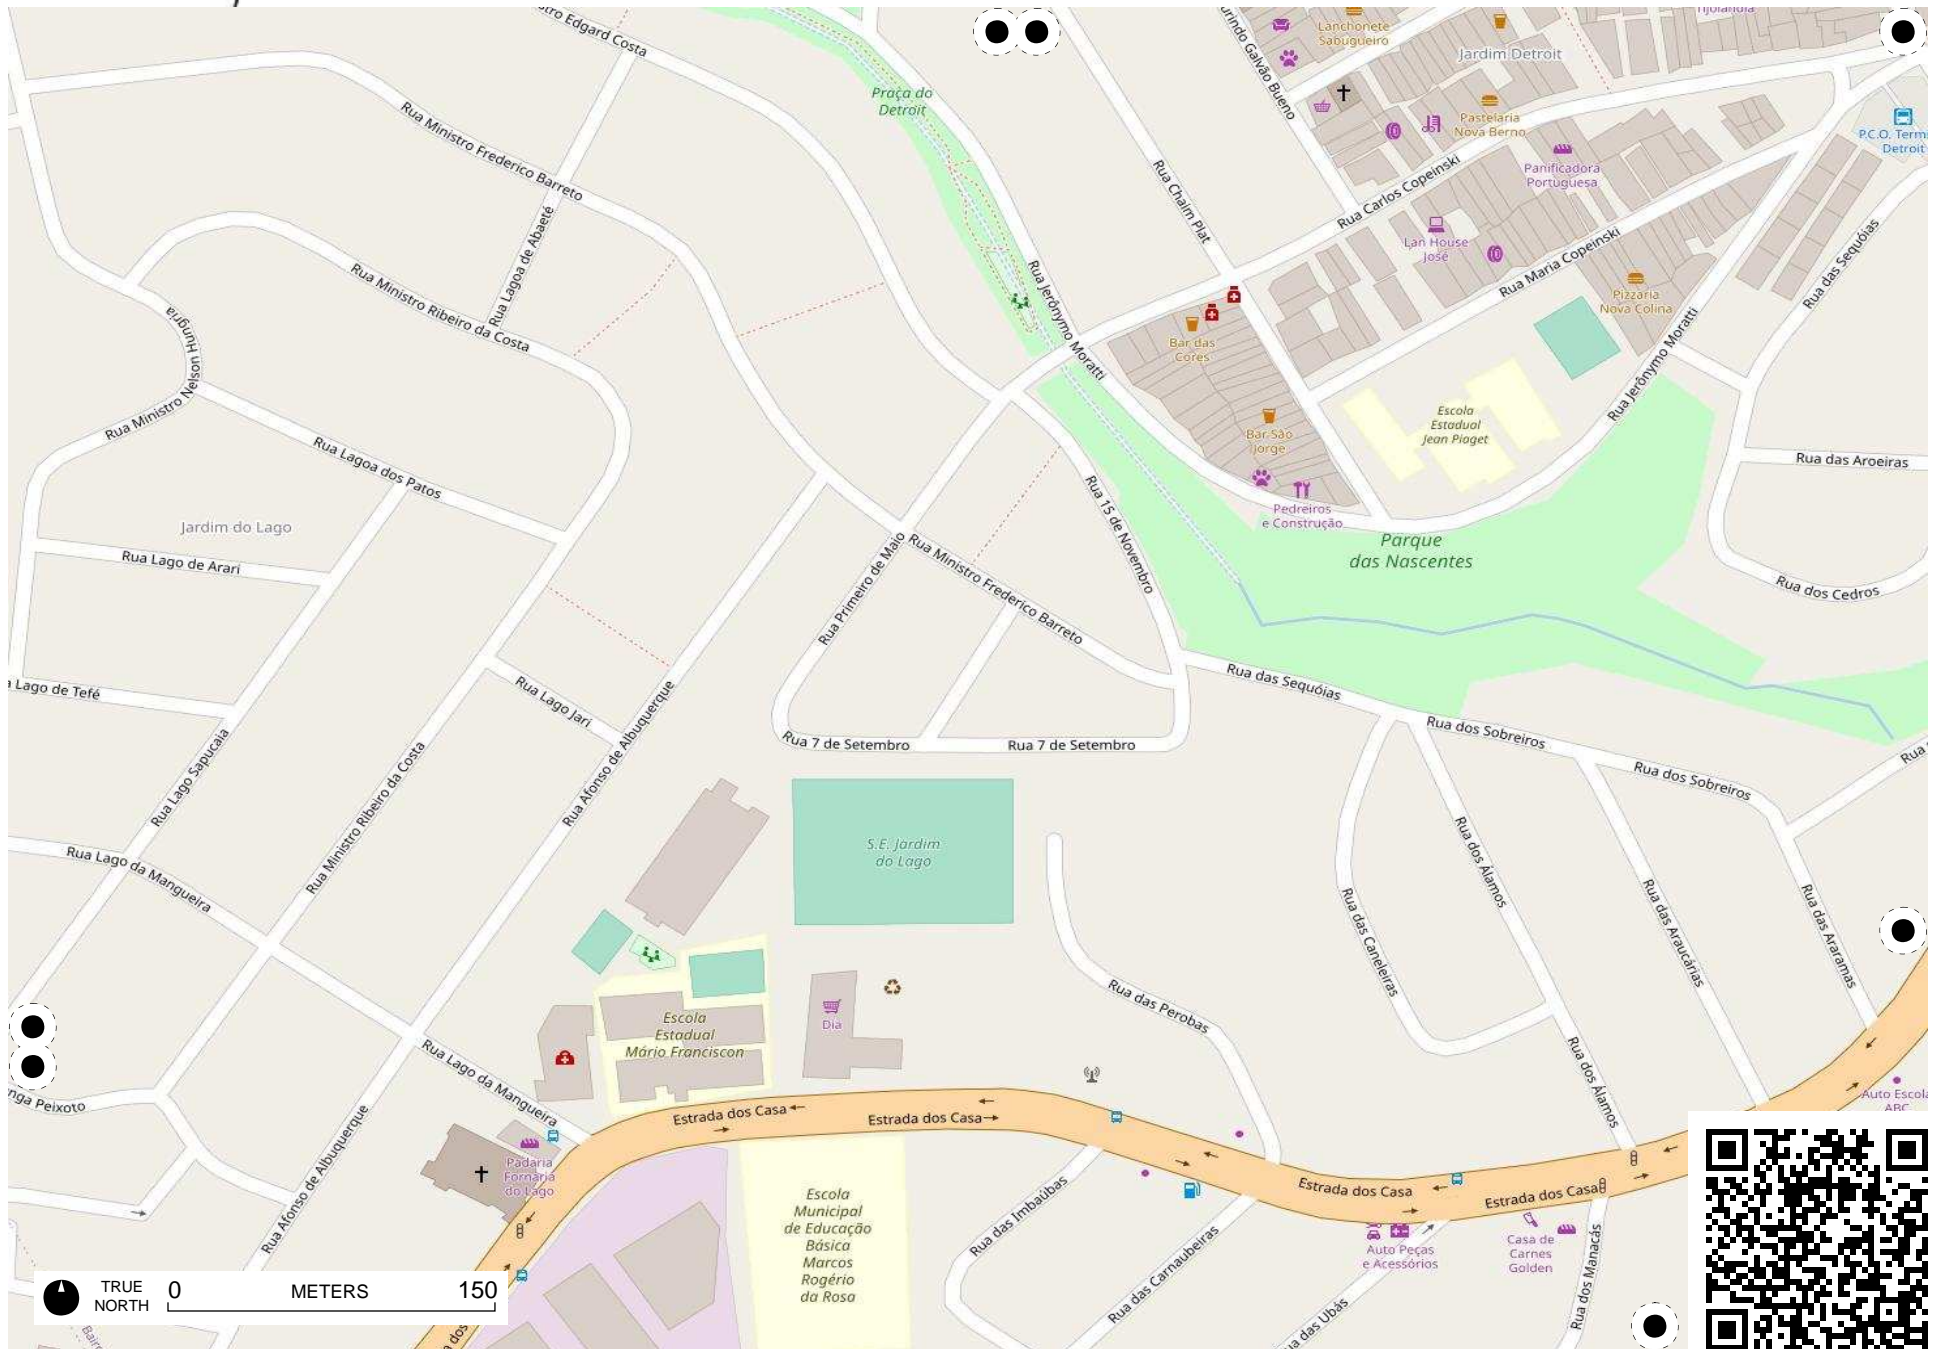 Edgard Costa
Galvão Bueno
Lanchonete
Sabugueiro
Jardim Detroit
Praça do
Detroit
Rua Ministro Frederico Barreto
Pastelaria
Nova Berno
P.C.O. Term
Detroit
Panificadora
Portuguesa
Rua Chaim Plat
Rua Carlos Copeinski
Rua Lagoa de Abaeté
Lan House
José
Rua Maria Copeinski
Rua das Sequóias
Rua Ministro Ribeiro da Costa
Rua Jerônymo Moratti
Pizzaria
Nova Colina
Rua Jerônymo Moratti
Rua Ministro Nelson Hungria
Bar das
Cores
Escola
Estadual
Jean Piaget
Bar São
Jorge
Rua Lagoa dos Patos
Rua das Aroeiras
Jardim do Lago
Rua 15 de Novembro
Pedreiros
e Construção
Parque
das Nascentes
Rua Lago de Arari
Rua Primeiro de Maio
Rua Ministro Frederico Barreto
Rua dos Cedros
Lago de Tefé
Rua Lago Jari
Rua das Sequóias
Rua Afonso de Albuquerque
Rua 7 de Setembro
Rua 7 de Setembro
Rua dos Sobreiros
Rua dos Sobreiros
Rua
Rua Lago Sapucaia
Rua Ministro Ribeiro da Costa
Rua Lago da Mangueira
S.E. Jardim
do Lago
Rua dos Álamos
Rua das Caneleiras
Rua das Araucárias
Rua das Araramas
Rua das Perobas
Dia
Escola
Estadual
Mário Franciscon
Rua Lago da Mangueira
Rua dos Álamos
nga Peixoto
Auto Escola
ABC
Estrada dos Casa
Estrada dos Casa
Rua Afonso de Albuquerque
Padaria
Fornaria
do Lago
Estrada dos Casa
Estrada dos Casa
Escola
Municipal
de Educação
Básica
Marcos
Rogério
da Rosa
Rua das Imbaúbas
Rua das Carnaubeiras
Auto Peças
e Acessórios
Casa de
Carnes
Golden
Rua dos Manacás
a das Ubás
TRUE
NORTH
0 METERS 150
a dos
Baire